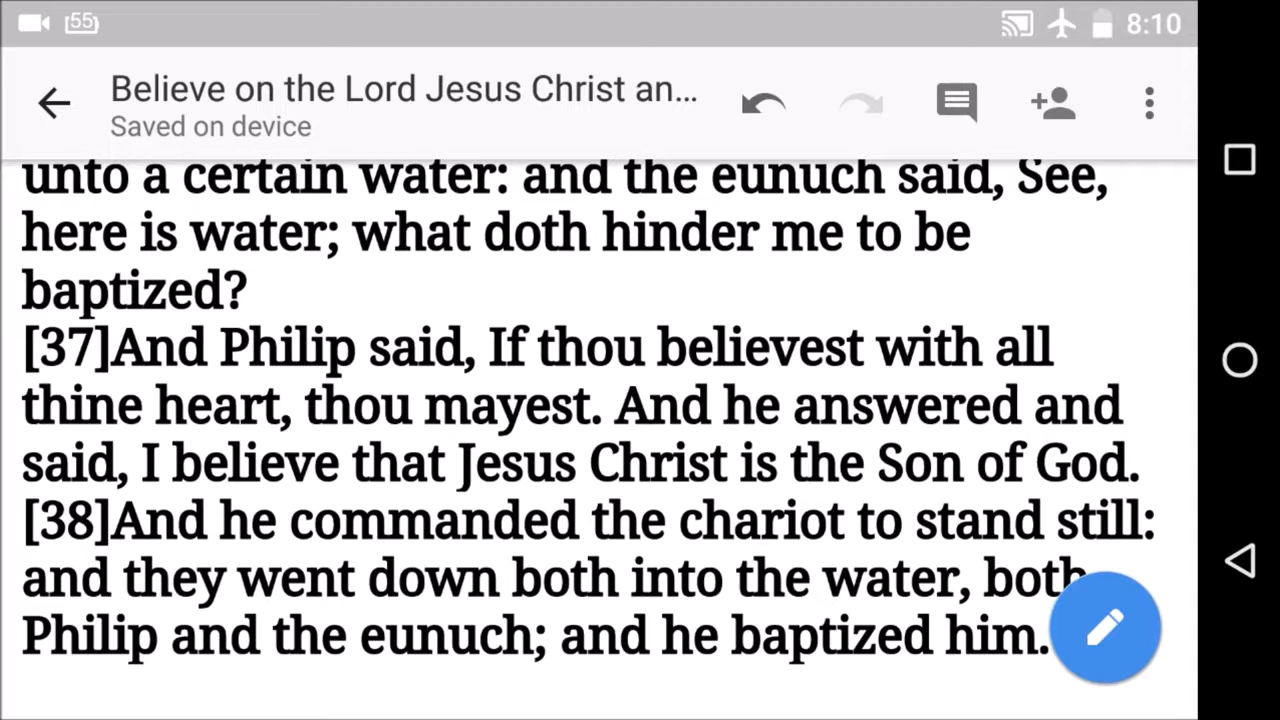 55
8:10
Believe on the Lord Jesus Christ an...
Saved on device
unto a certain water: and the eunuch said, See,
here is water; what doth hinder me to be
baptized?
[37]And Philip said, If thou believest with all
thine heart, thou mayest. And he answered and
said, I believe that Jesus Christ is the Son of God.
[38]And he commanded the chariot to stand still:
and they went down both into the water, both
Philip and the eunuch; and he baptized him.